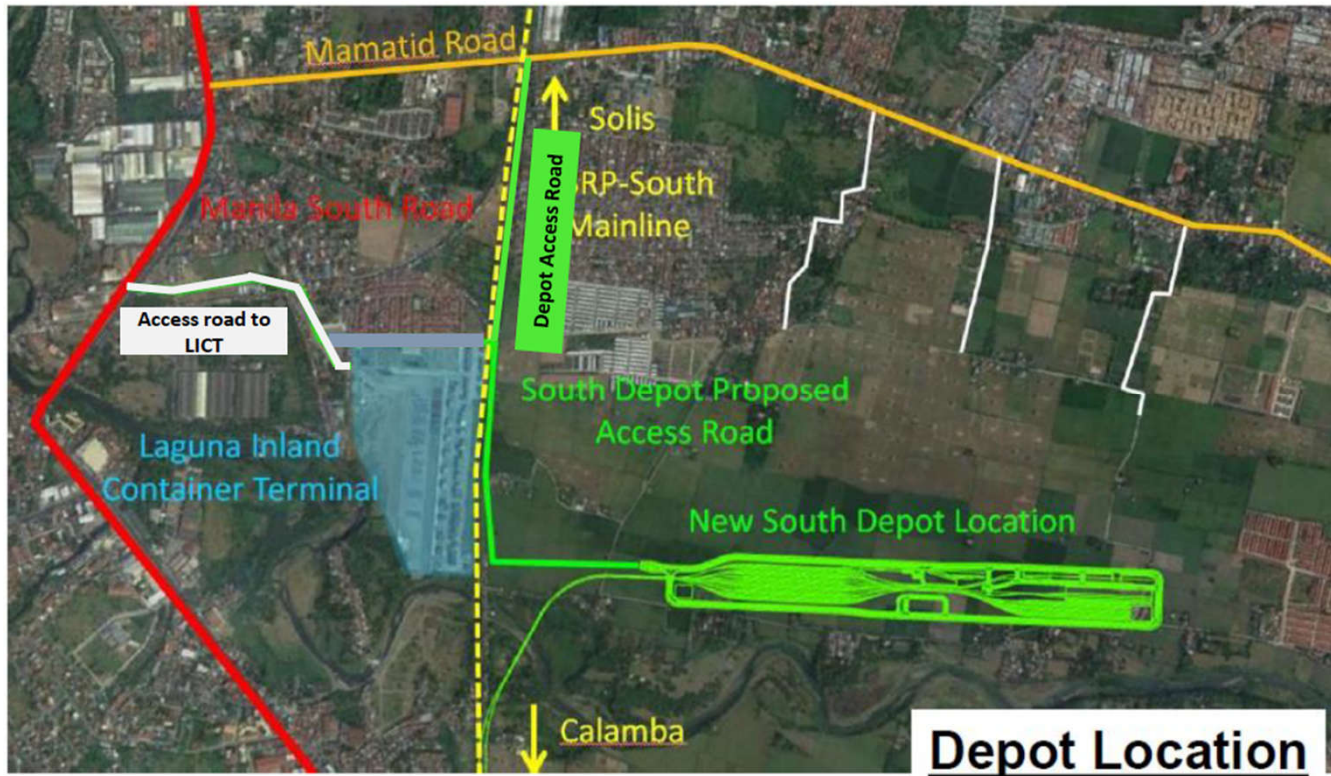 Mamatid Road
Solis
Depot Access Road
SRP-South
Mainline
Manila South Road
Access road to
LICT
South Depot Proposed
Access Road
Laguna Inland
Container Terminal
New South Depot Location
Calamba
Depot Location